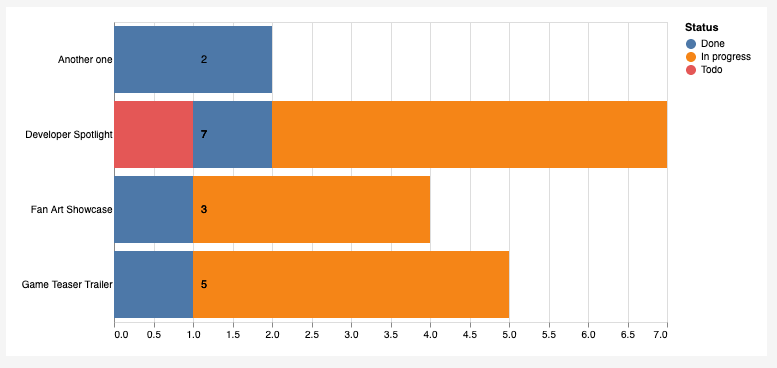 Another one
2
Developer Spotlight
7
Fan Art Showcase
3
Game Teaser Trailer
5
0.0 0.5 1.0 1.5 2.0 2.5 3.0 3.5 4.0 4.5 5.0 5.5 6.0 6.5 7.0
Status
Done
In progress
Todo